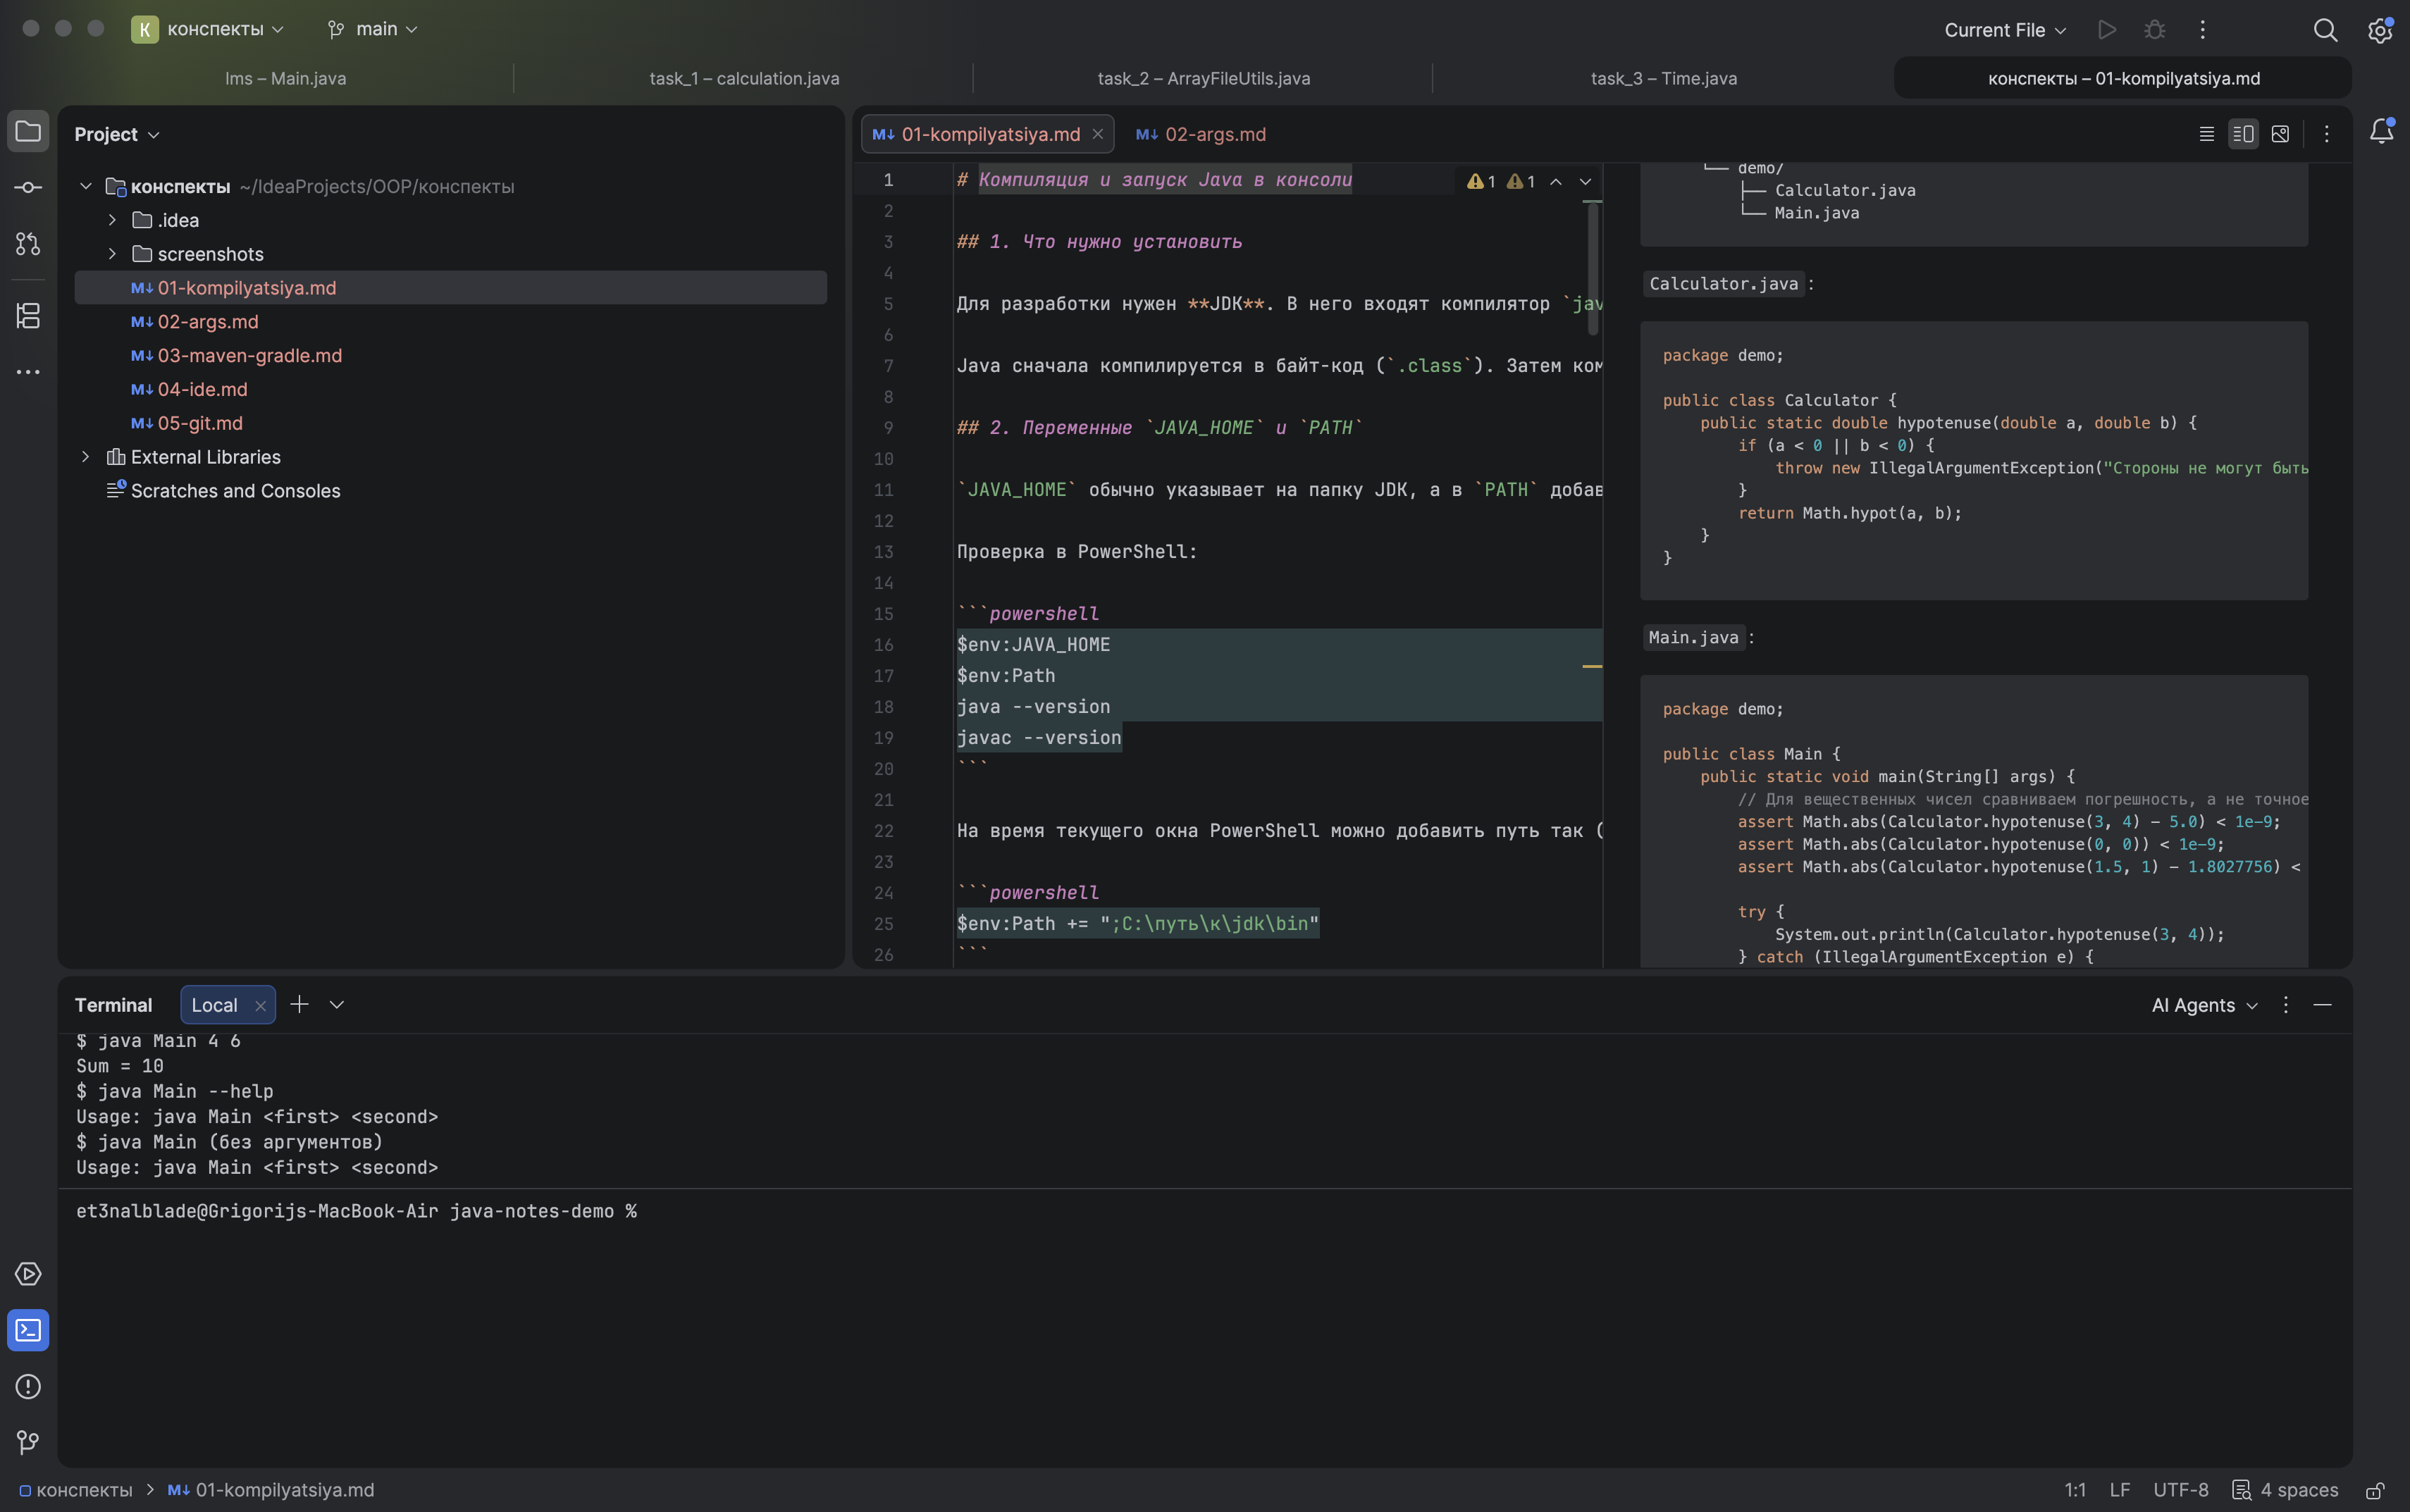 К конспекты main Current File
lms – Main.java task_1 – calculation.java task_2 – ArrayFileUtils.java task_3 – Time.java конспекты – 01-kompilyatsiya.md
Project
конспекты ~/IdeaProjects/OOP/конспекты
.idea
screenshots
M↓ 01-kompilyatsiya.md
M↓ 02-args.md
M↓ 03-maven-gradle.md
M↓ 04-ide.md
M↓ 05-git.md
External Libraries
Scratches and Consoles
M↓ 01-kompilyatsiya.md M↓ 02-args.md
1 # Компиляция и запуск Java в консоли 1 1
2
3 ## 1. Что нужно установить
4
5 Для разработки нужен **JDK**. В него входят компилятор `jav
6
7 Java сначала компилируется в байт-код (`.class`). Затем ком
8
9 ## 2. Переменные `JAVA_HOME` и `PATH`
10
11 `JAVA_HOME` обычно указывает на папку JDK, а в `PATH` добав
12
13 Проверка в PowerShell:
14
15 ```powershell
16 $env:JAVA_HOME
17 $env:Path
18 java --version
19 javac --version
20 ```
21
22 На время текущего окна PowerShell можно добавить путь так (
23
24 ```powershell
25 $env:Path += ";C:\путь\к\jdk\bin"
26 ```
└── demo/
├── Calculator.java
└── Main.java
Calculator.java :
package demo;
public class Calculator {
public static double hypotenuse(double a, double b) {
if (a < 0 || b < 0) {
throw new IllegalArgumentException("Стороны не могут быть
}
return Math.hypot(a, b);
}
}
Main.java :
package demo;
public class Main {
public static void main(String[] args) {
// Для вещественных чисел сравниваем погрешность, а не точное
assert Math.abs(Calculator.hypotenuse(3, 4) - 5.0) < 1e-9;
assert Math.abs(Calculator.hypotenuse(0, 0)) < 1e-9;
assert Math.abs(Calculator.hypotenuse(1.5, 1) - 1.8027756) <
try {
System.out.println(Calculator.hypotenuse(3, 4));
} catch (IllegalArgumentException e) {
Terminal Local AI Agents
$ java Main 4 6
Sum = 10
$ java Main --help
Usage: java Main <first> <second>
$ java Main (без аргументов)
Usage: java Main <first> <second>
et3nalblade@Grigorijs-MacBook-Air java-notes-demo %
конспекты > M↓ 01-kompilyatsiya.md 1:1 LF UTF-8 4 spaces